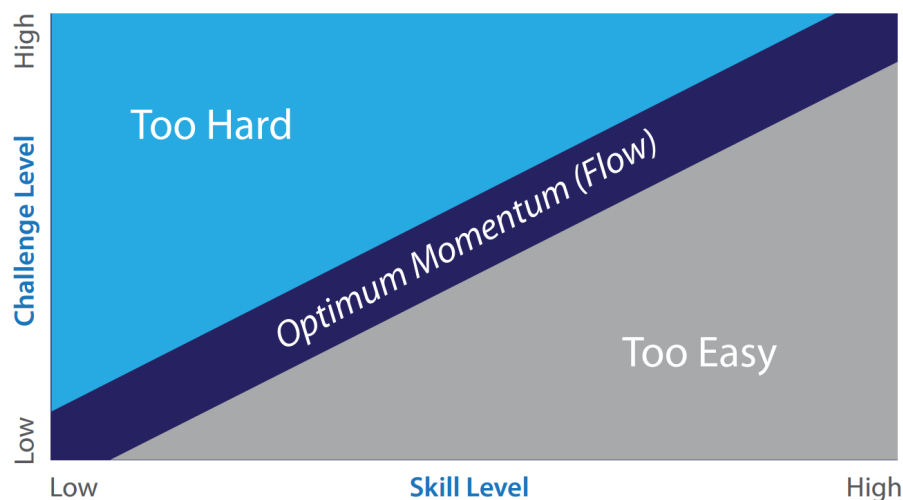 High
Too Hard
Challenge Level
Optimum Momentum (Flow)
Too Easy
Low
Low
Skill Level
High